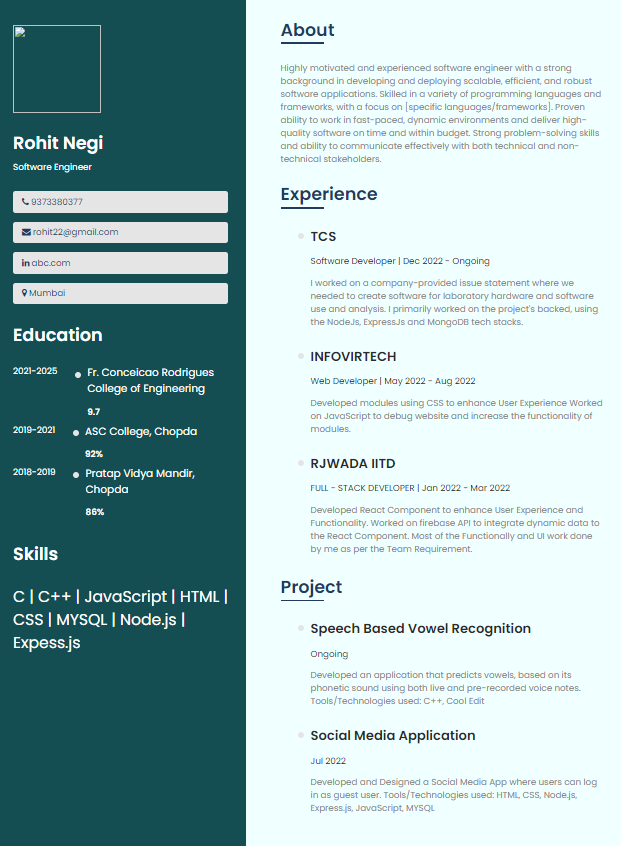 Rohit Negi
Software Engineer
9373380377
rohit22@gmail.com
abc.com
Mumbai
Education
2021-2025
Fr. Conceicao Rodrigues
College of Engineering
9.7
2019-2021
ASC College, Chopda
92%
2018-2019
Pratap Vidya Mandir,
Chopda
86%
Skills
C | C++ | JavaScript | HTML |
CSS | MYSQL | Node.js |
Expess.js
About
Highly motivated and experienced software engineer with a strong
background in developing and deploying scalable, efficient, and robust
software applications. Skilled in a variety of programming languages and
frameworks, with a focus on [specific languages/frameworks]. Proven
ability to work in fast-paced, dynamic environments and deliver high-
quality software on time and within budget. Strong problem-solving skills
and ability to communicate effectively with both technical and non-
technical stakeholders.
Experience
TCS
Software Developer | Dec 2022 - Ongoing
I worked on a company-provided issue statement where we
needed to create software for laboratory hardware and software
use and analysis. I primarily worked on the project's backed, using
the NodeJs, ExpressJs and MongoDB tech stacks.
INFOVIRTECH
Web Developer | May 2022 - Aug 2022
Developed modules using CSS to enhance User Experience Worked
on JavaScript to debug website and increase the functionality of
modules.
RJWADA IITD
FULL - STACK DEVELOPER | Jan 2022 - Mar 2022
Developed React Component to enhance User Experience and
Functionality. Worked on firebase API to integrate dynamic data to
the React Component. Most of the Functionally and UI work done
by me as per the Team Requirement.
Project
Speech Based Vowel Recognition
Ongoing
Developed an application that predicts vowels, based on its
phonetic sound using both live and pre-recorded voice notes.
Tools/Technologies used: C++, Cool Edit
Social Media Application
Jul 2022
Developed and Designed a Social Media App where users can log
in as guest user. Tools/Technologies used: HTML, CSS, Node.js,
Express.js, JavaScript, MYSQL